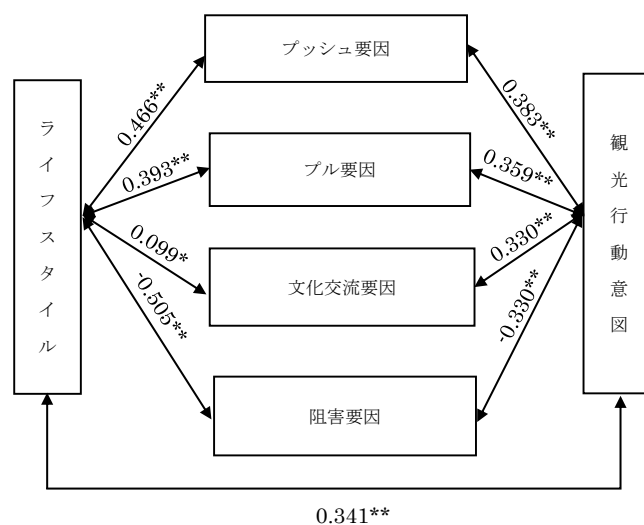 プッシュ要因
ライフスタイル
観光行動意図
0.466**
0.383**
プル要因
0.393**
0.359**
0.099*
0.330**
文化交流要因
-0.505**
-0.330**
阻害要因
0.341**